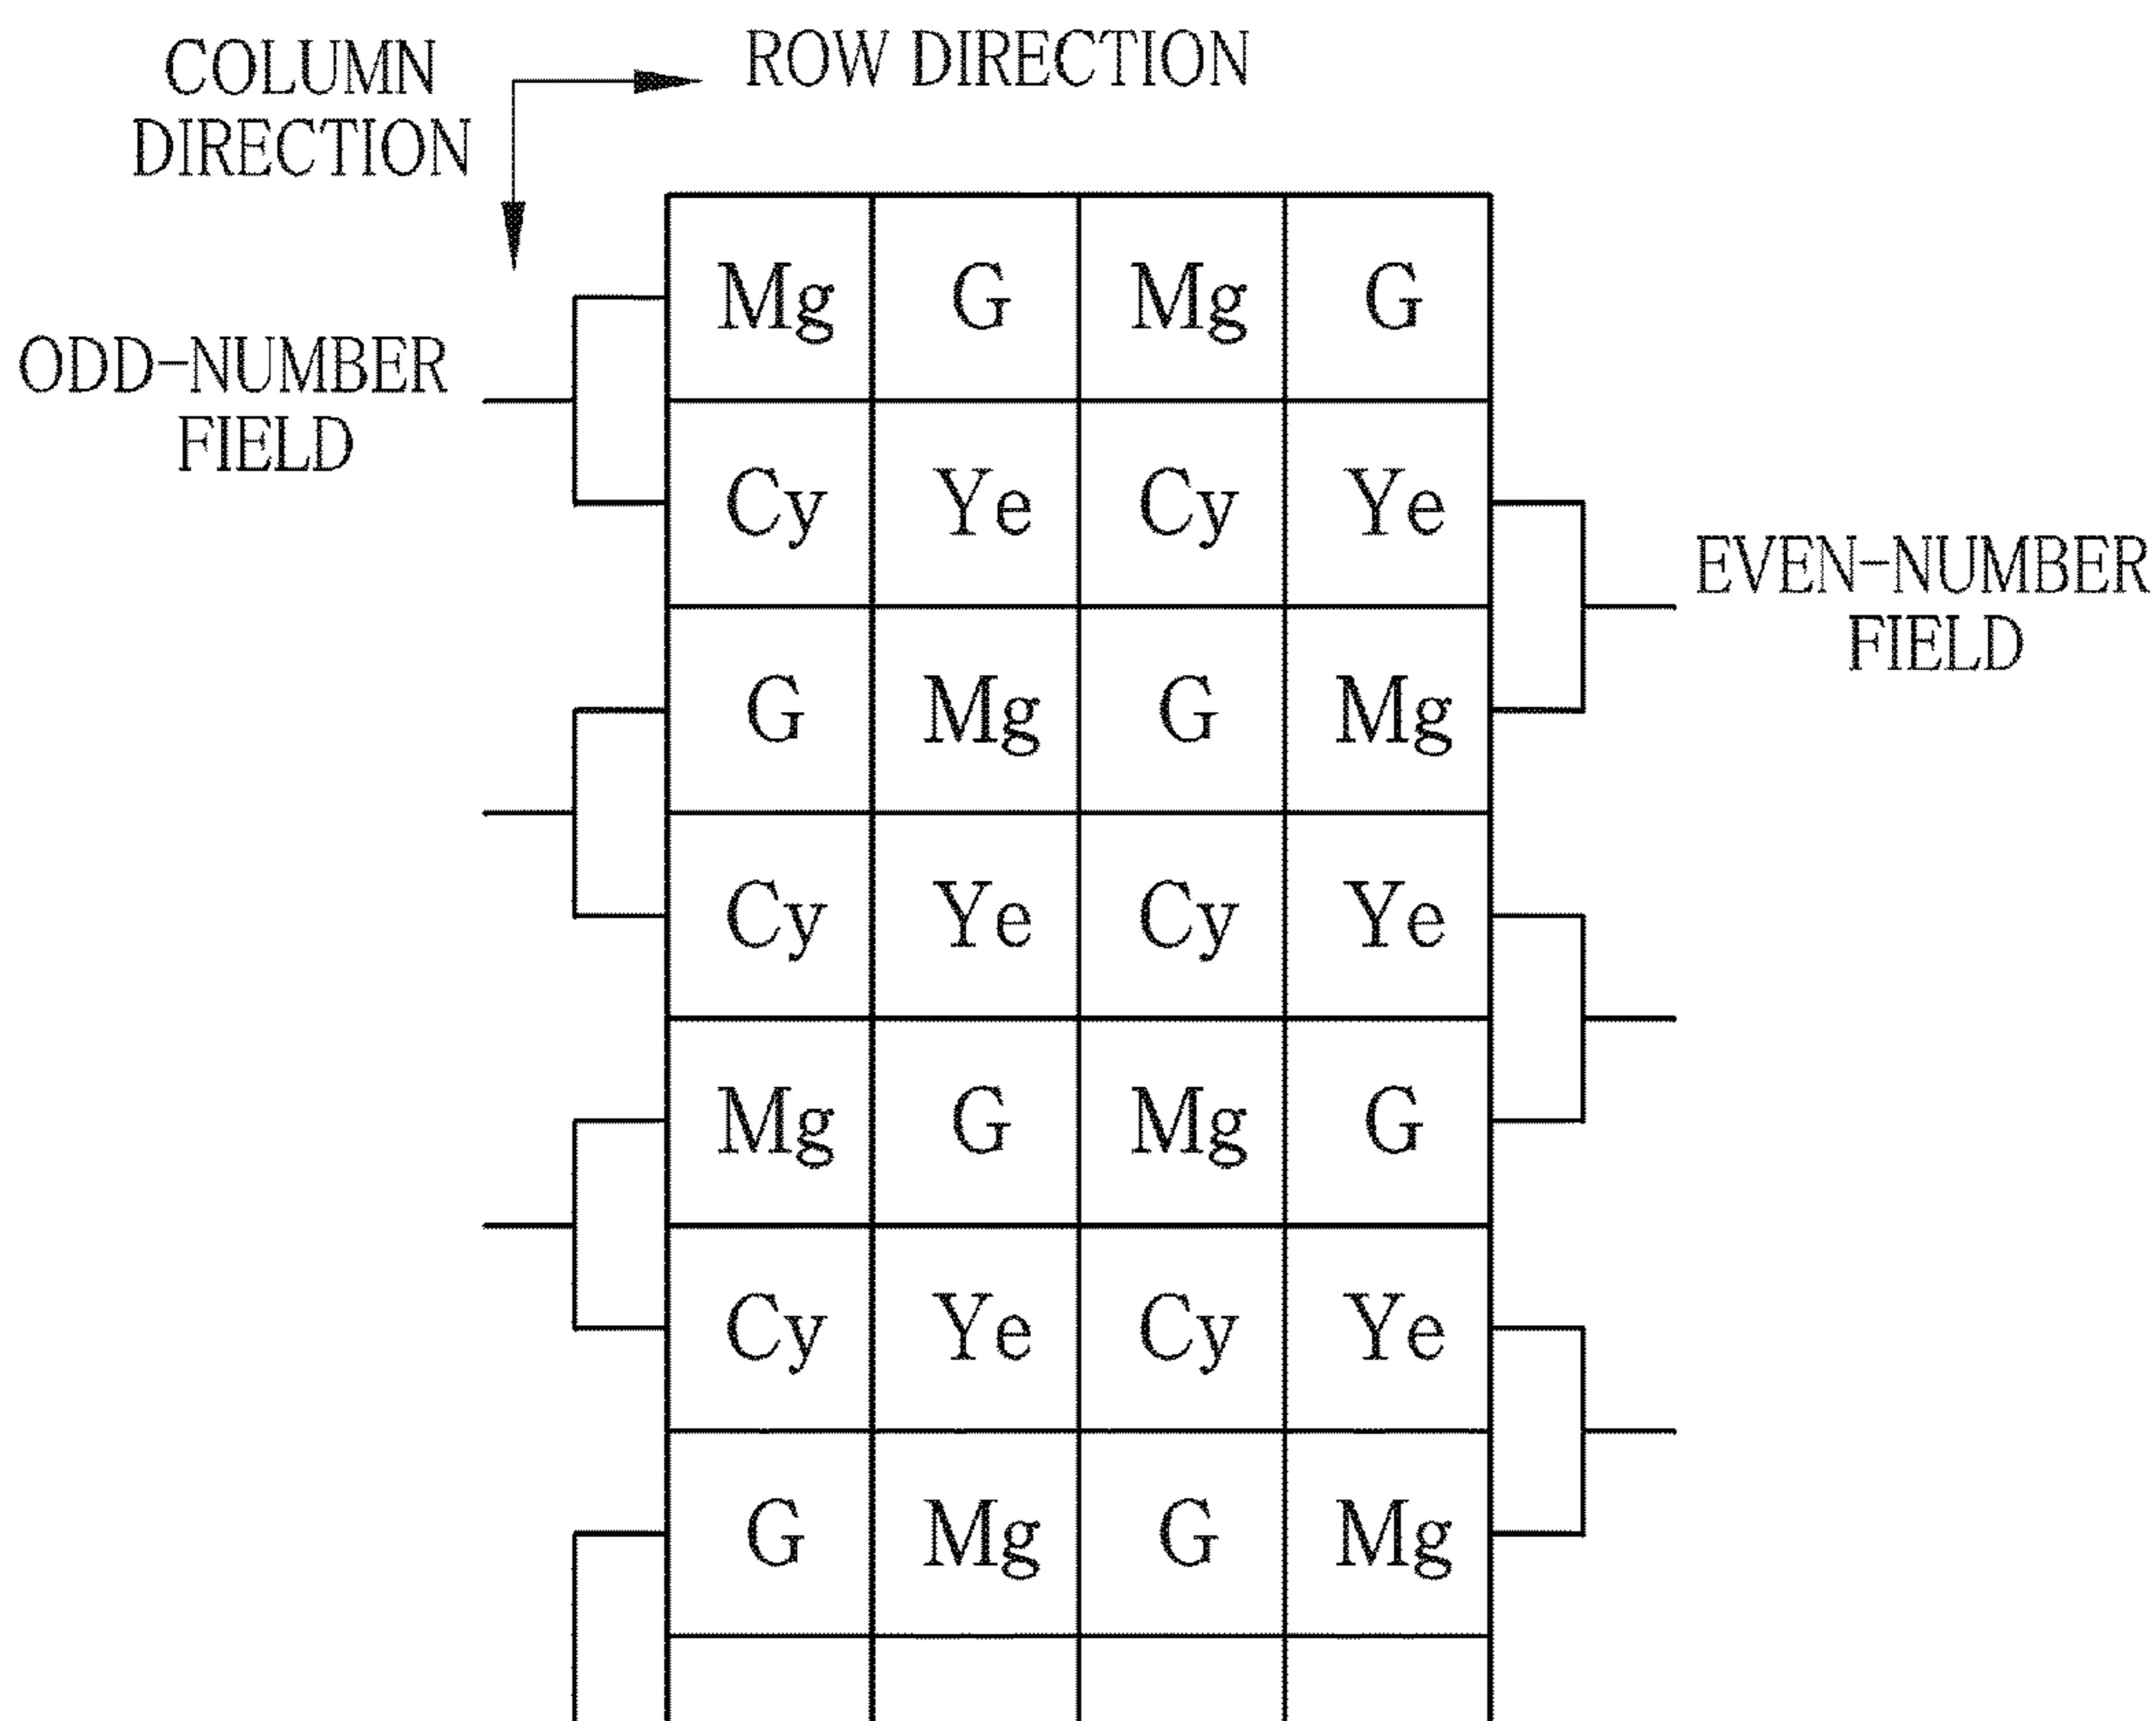 COLUMN
DIRECTION
ROW DIRECTION
ODD-NUMBER
FIELD
Mg G Mg G
Cy Ye Cy Ye
EVEN-NUMBER
FIELD
G Mg G Mg
Cy Ye Cy Ye
Mg G Mg G
Cy Ye Cy Ye
G Mg G Mg